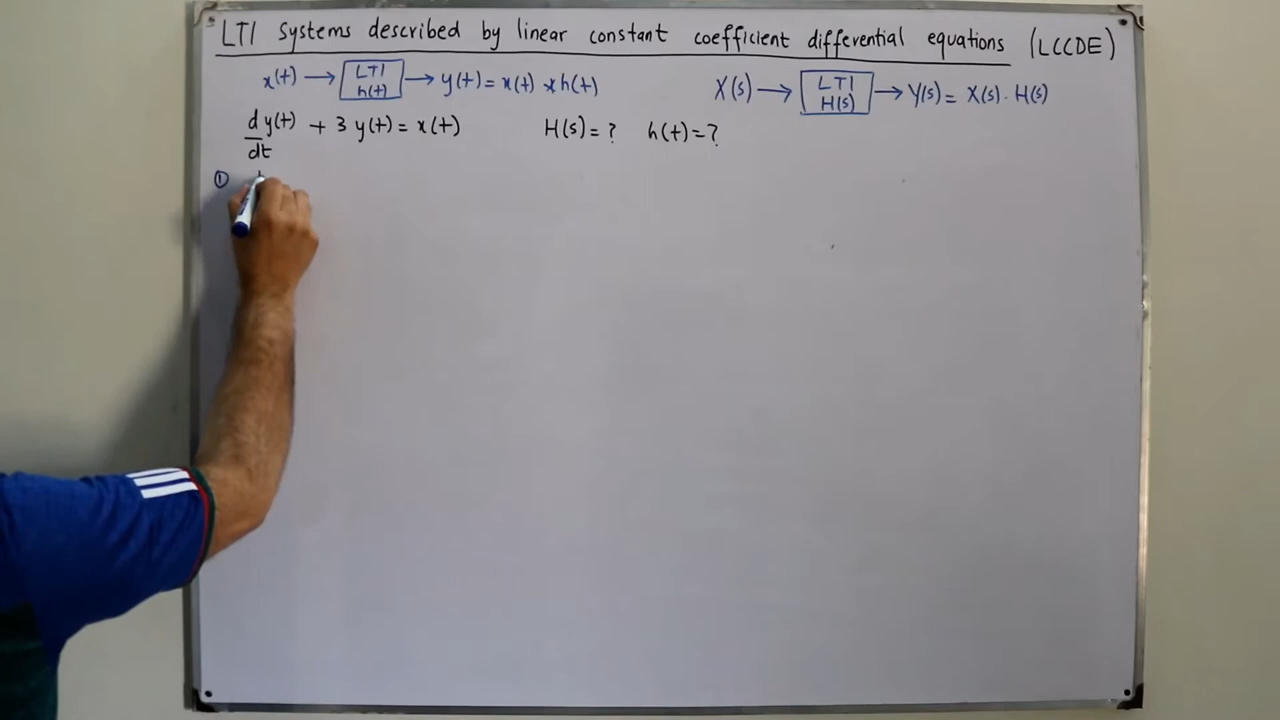 LTI systems described by linear constant coefficient differential equations (LCCDE)
x(t) → LTI h(t) → y(t) = x(t) * h(t)
X(s) → LTI H(s) → Y(s) = X(s) . H(s)
dy(t)/dt + 3 y(t) = x(t) H(s) = ? h(t) = ?
①